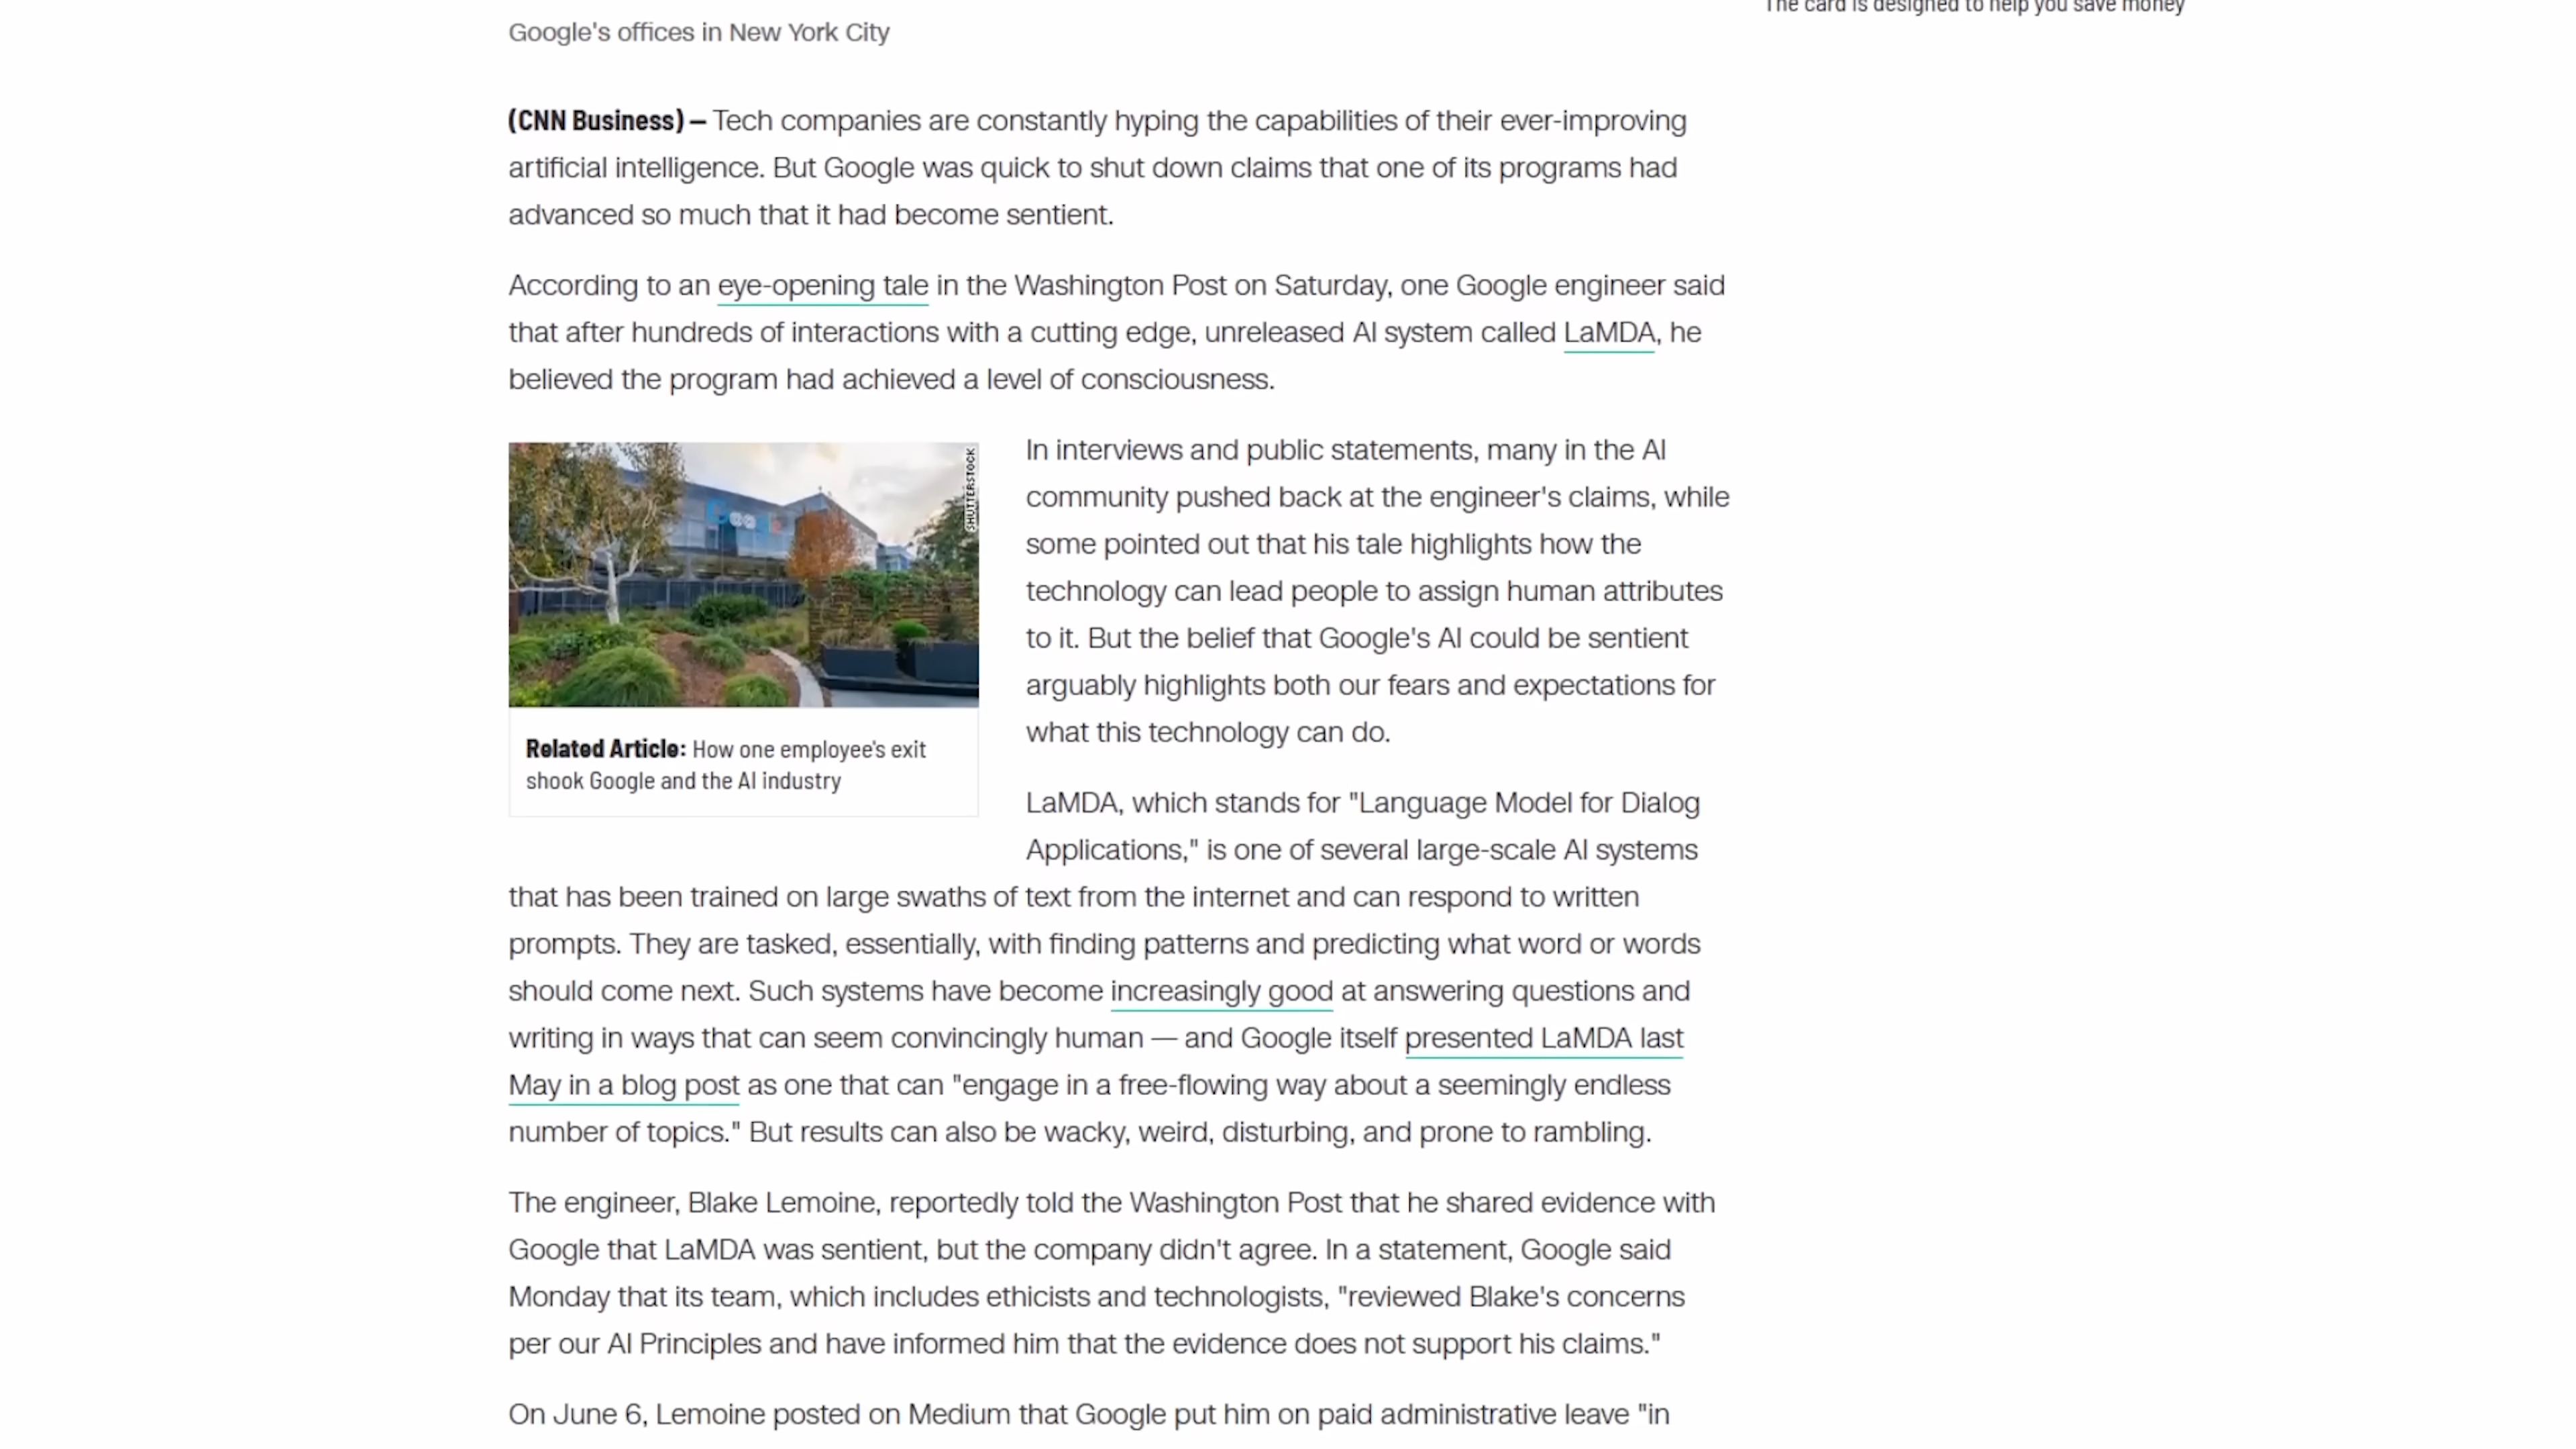 The card is designed to help you save money
Google's offices in New York City
(CNN Business) – Tech companies are constantly hyping the capabilities of their ever-improving
artificial intelligence. But Google was quick to shut down claims that one of its programs had
advanced so much that it had become sentient.
According to an eye-opening tale in the Washington Post on Saturday, one Google engineer said
that after hundreds of interactions with a cutting edge, unreleased AI system called LaMDA, he
believed the program had achieved a level of consciousness.
Google
SHUTTERSTOCK
Related Article: How one employee's exit
shook Google and the AI industry
In interviews and public statements, many in the AI
community pushed back at the engineer's claims, while
some pointed out that his tale highlights how the
technology can lead people to assign human attributes
to it. But the belief that Google's AI could be sentient
arguably highlights both our fears and expectations for
what this technology can do.
LaMDA, which stands for "Language Model for Dialog
Applications," is one of several large-scale AI systems
that has been trained on large swaths of text from the internet and can respond to written
prompts. They are tasked, essentially, with finding patterns and predicting what word or words
should come next. Such systems have become increasingly good at answering questions and
writing in ways that can seem convincingly human — and Google itself presented LaMDA last
May in a blog post as one that can "engage in a free-flowing way about a seemingly endless
number of topics." But results can also be wacky, weird, disturbing, and prone to rambling.
The engineer, Blake Lemoine, reportedly told the Washington Post that he shared evidence with
Google that LaMDA was sentient, but the company didn't agree. In a statement, Google said
Monday that its team, which includes ethicists and technologists, "reviewed Blake's concerns
per our AI Principles and have informed him that the evidence does not support his claims."
On June 6, Lemoine posted on Medium that Google put him on paid administrative leave "in